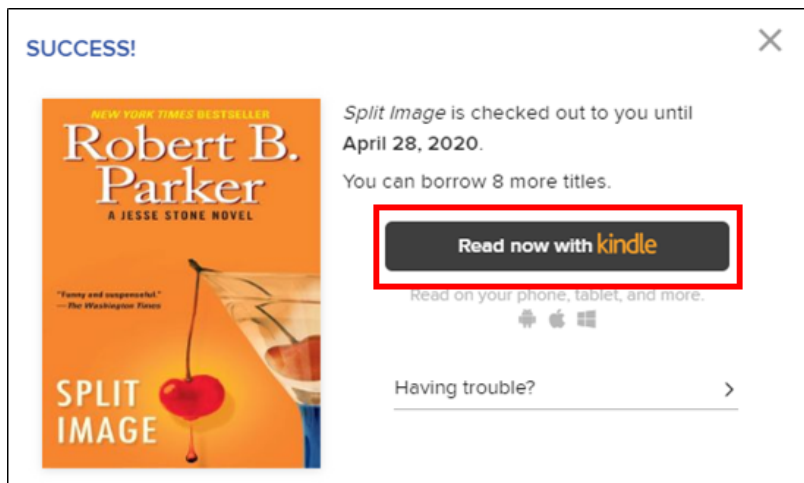 SUCCESS!
NEW YORK TIMES BESTSELLER
Robert B.
Parker
A JESSE STONE NOVEL
"Funny and suspenseful."
—The Washington Times
SPLIT
IMAGE
Split Image is checked out to you until
April 28, 2020.
You can borrow 8 more titles.
Read now with kindle
Read on your phone, tablet, and more.
Having trouble?